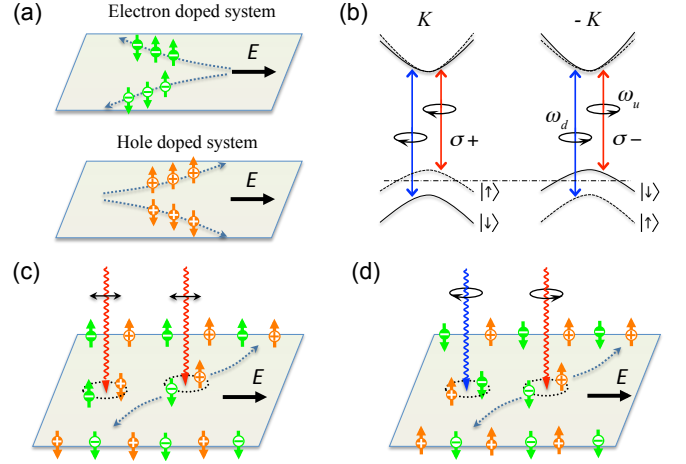 (a)
Electron doped system
E
Hole doped system
E
(b)
K
- K
ω_d
ω_u
σ+
σ−
|↑⟩
|↓⟩
|↓⟩
|↑⟩
(c)
E
(d)
E